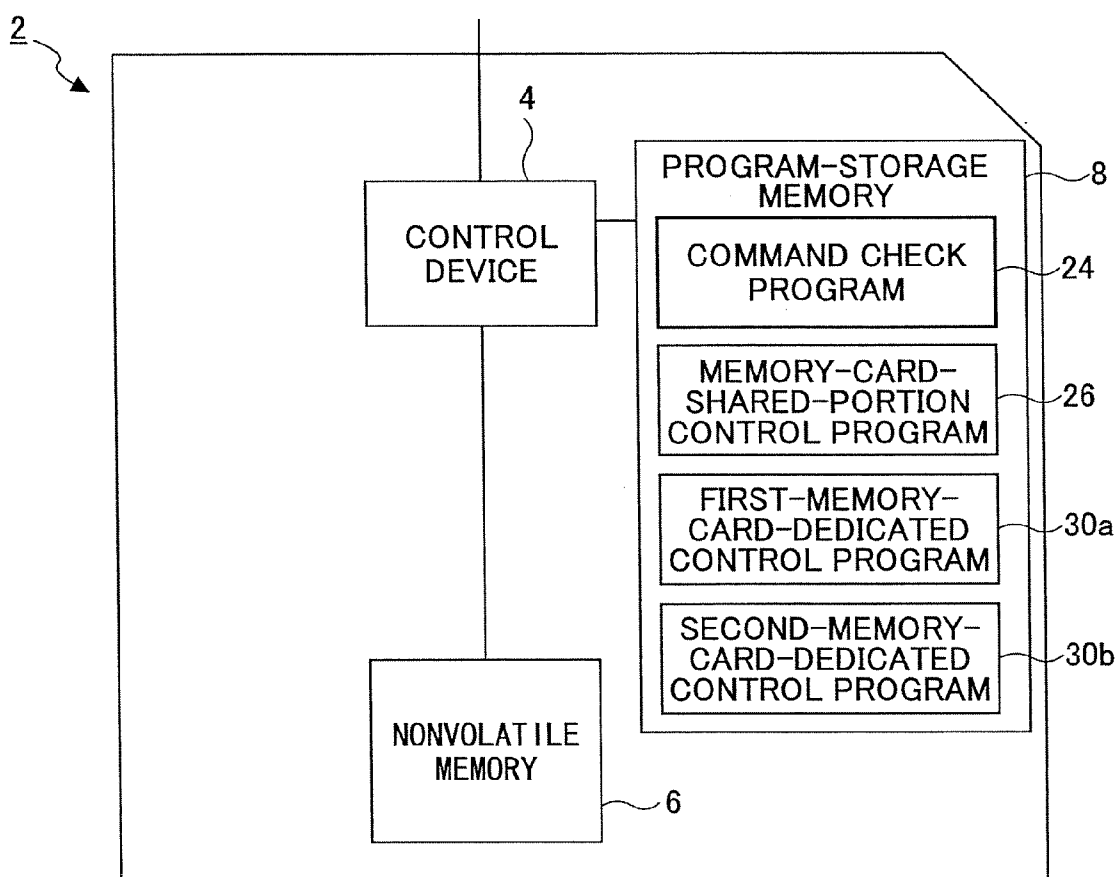 2
4
PROGRAM-STORAGE
MEMORY
8
CONTROL
DEVICE
COMMAND CHECK
PROGRAM
24
MEMORY-CARD-
SHARED-PORTION
CONTROL PROGRAM
26
FIRST-MEMORY-
CARD-DEDICATED
CONTROL PROGRAM
30a
SECOND-MEMORY-
CARD-DEDICATED
CONTROL PROGRAM
30b
NONVOLATILE
MEMORY
6